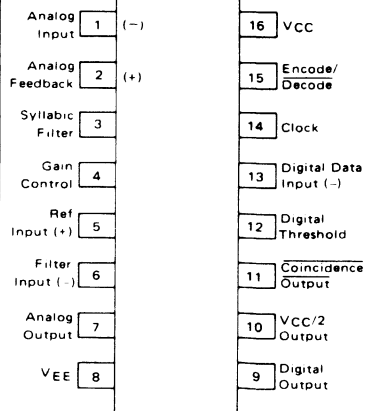 Analog
Input 1 (−)
Analog
Feedback 2 (+)
Syllabic
Filter 3
Gain
Control 4
Ref
Input (+) 5
Filter
Input (−) 6
Analog
Output 7
VEE 8
16 VCC
Encode/
15 Decode
14 Clock
Digital Data
13 Input (−)
Digital
12 Threshold
Coincidence
11 Output
VCC/2
10 Output
Digital
9 Output